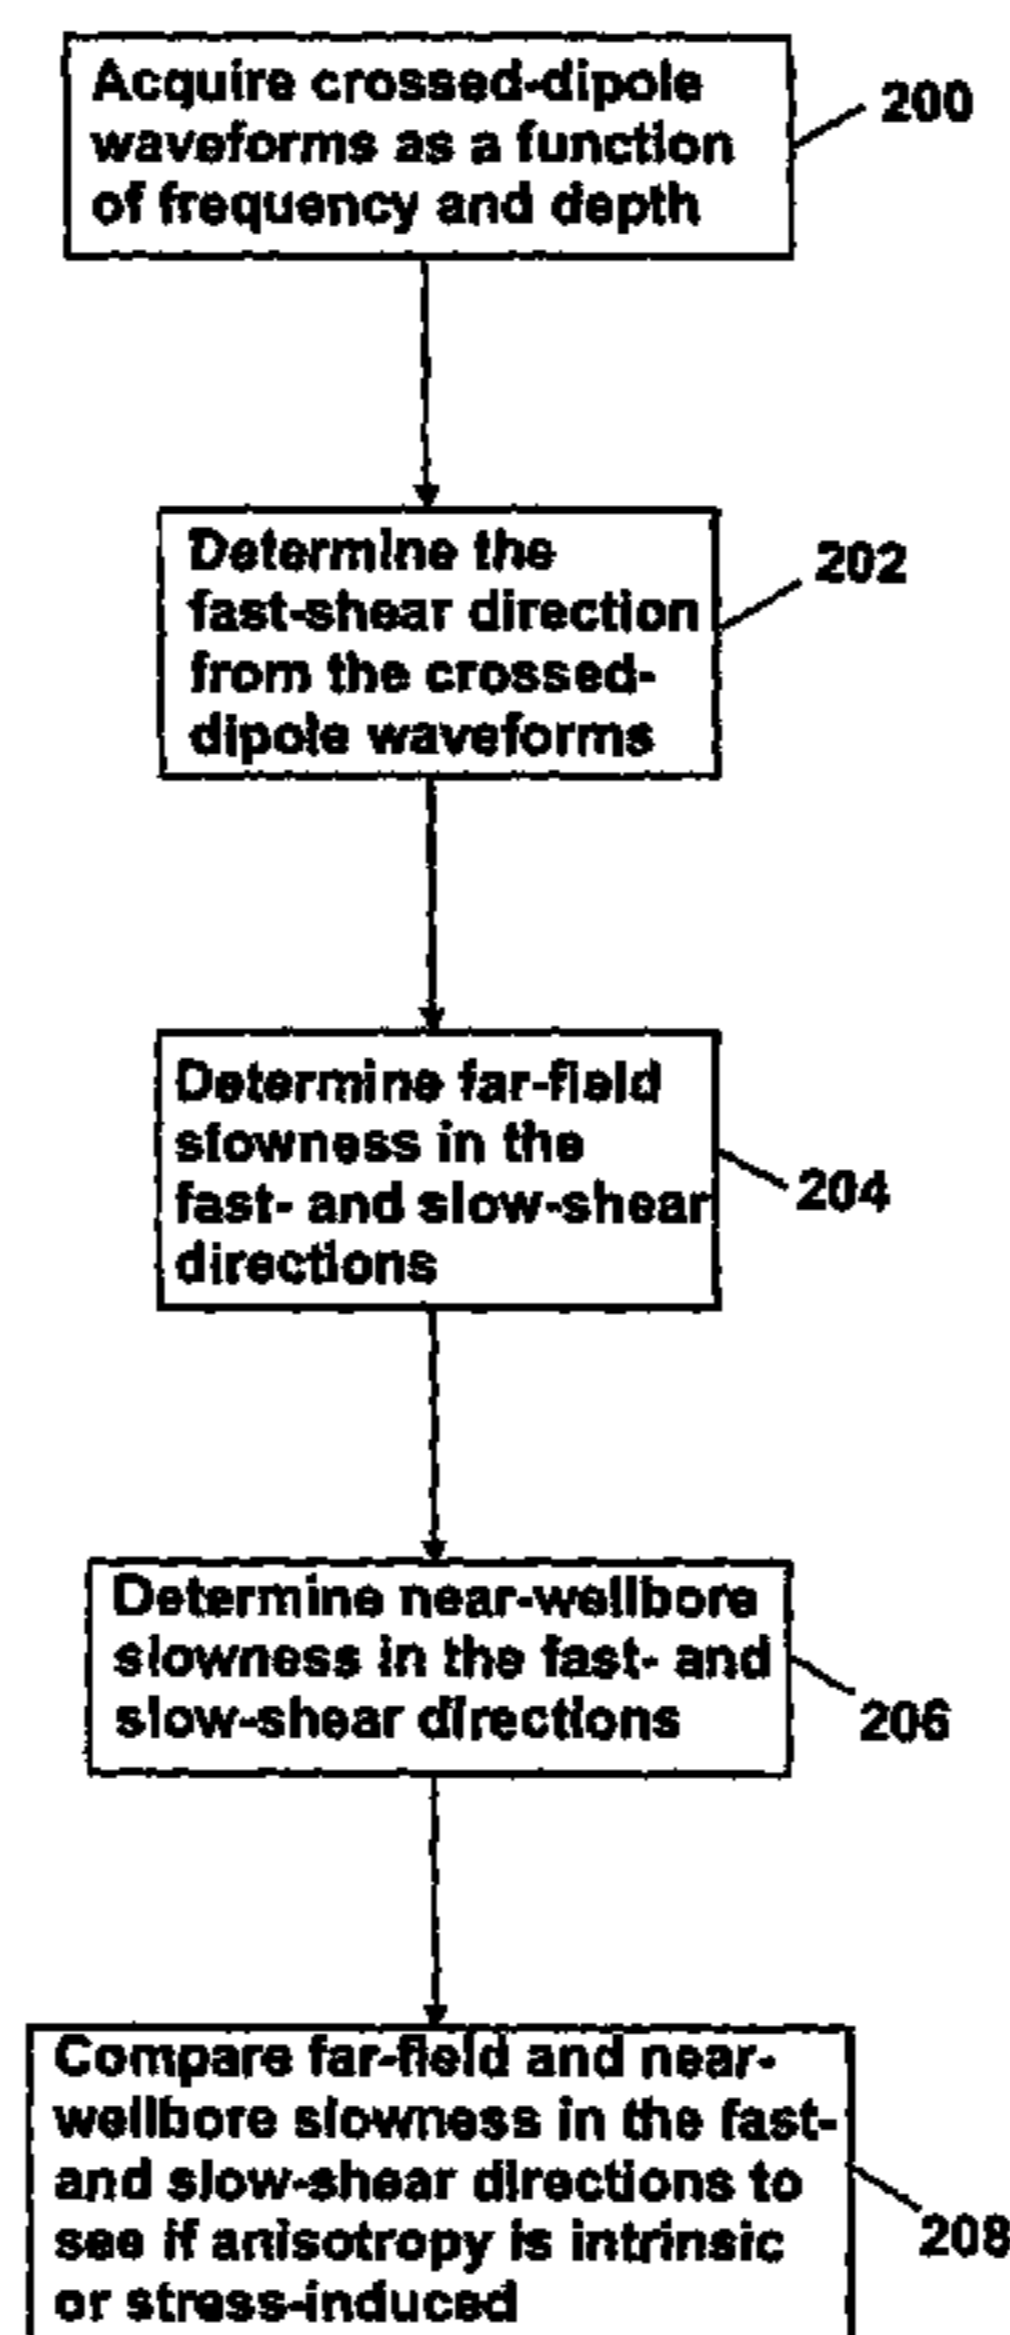 Acquire crossed-dipole
waveforms as a function
of frequency and depth
200
Determine the
fast-shear direction
from the crossed-
dipole waveforms
202
Determine far-field
slowness in the
fast- and slow-shear
directions
204
Determine near-wellbore
slowness in the fast- and
slow-shear directions
206
Compare far-field and near-
wellbore slowness in the fast-
and slow-shear directions to
see if anisotropy is intrinsic
or stress-induced
208